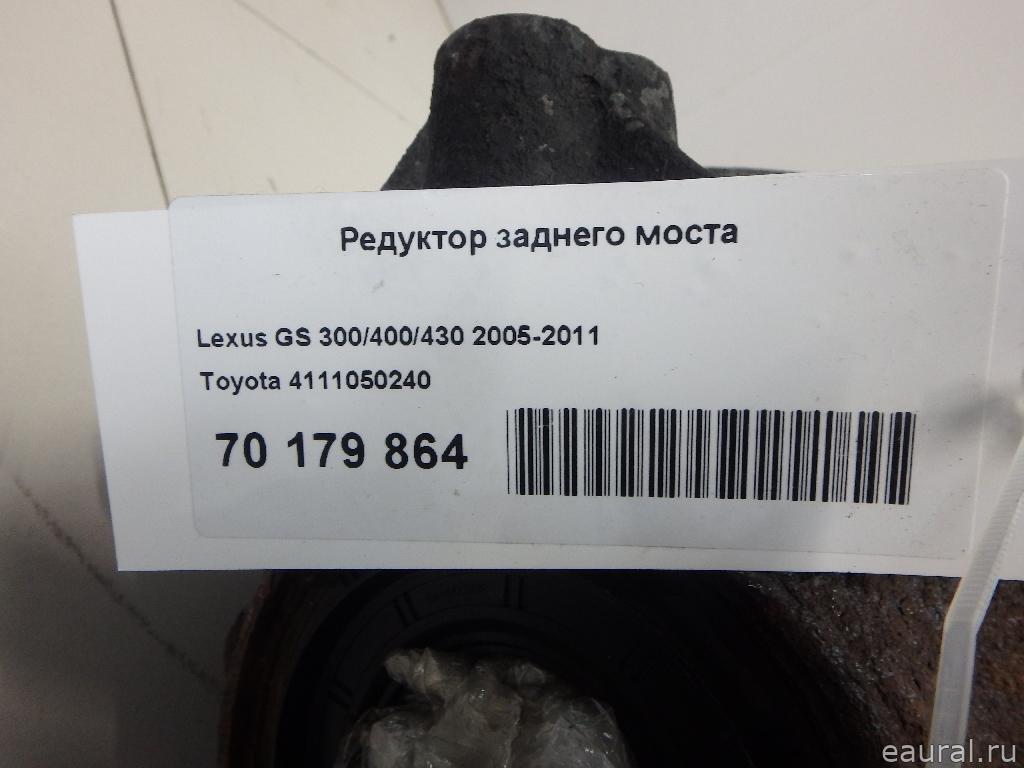 Редуктор заднего моста
Lexus GS 300/400/430 2005-2011
Toyota 4111050240
70 179 864
eaural.ru